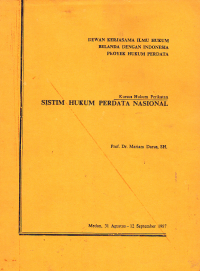 DEWAN KERJASAMA ILMU HUKUM
BELANDA DENGAN INDONESIA
PROYEK HUKUM PERDATA
Kursus Hukum Perikatan
SISTIM HUKUM PERDATA NASIONAL
Prof. Dr. Mariam Darus, SH.
Medan, 31 Agustus - 12 September 1987